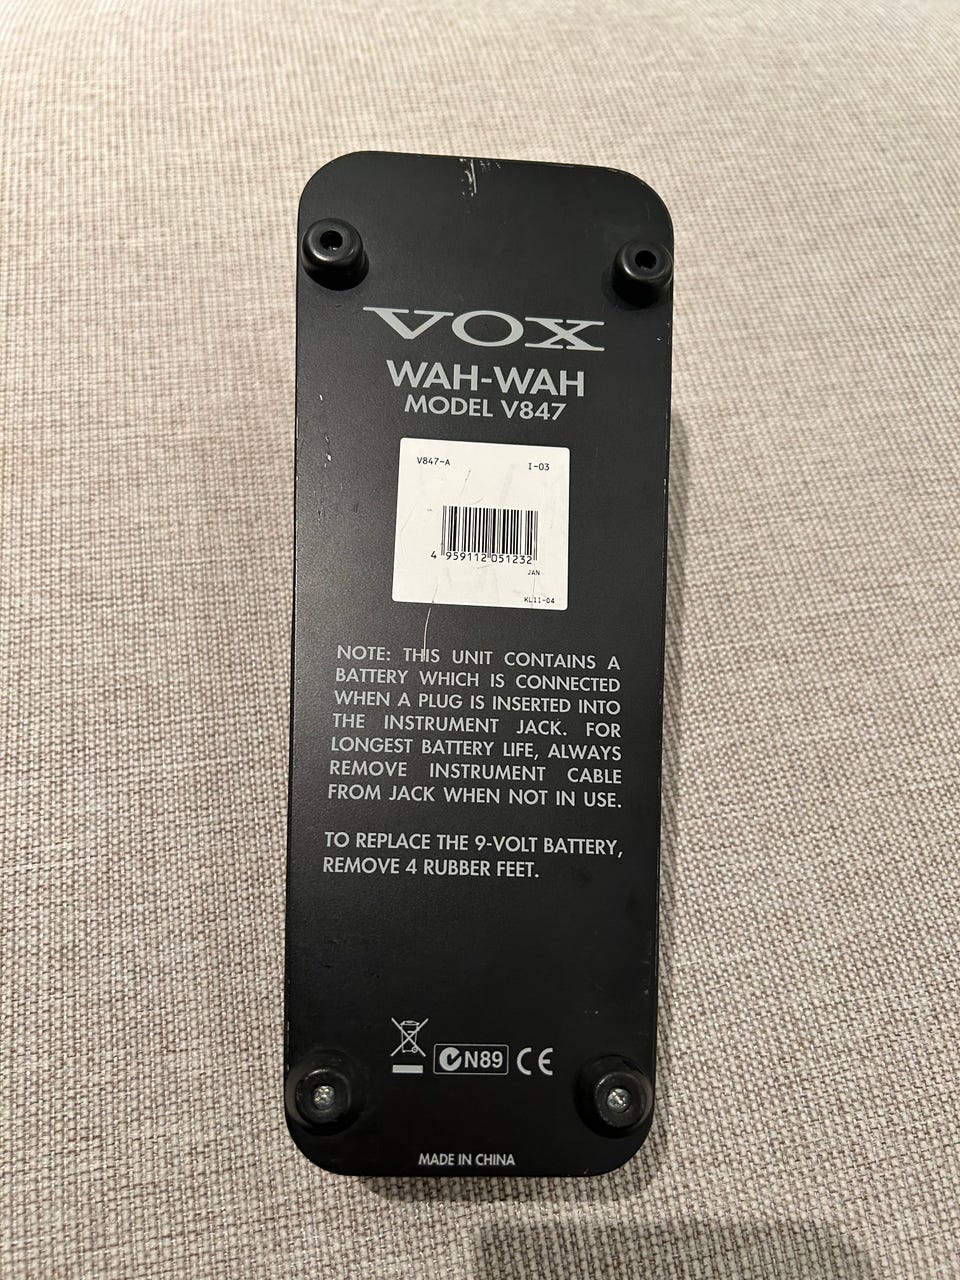 VOX
WAH-WAH
MODEL V847
V847-A I-03
4 959112 051232
JAN
KL11-04
NOTE: THIS UNIT CONTAINS A
BATTERY WHICH IS CONNECTED
WHEN A PLUG IS INSERTED INTO
THE INSTRUMENT JACK. FOR
LONGEST BATTERY LIFE, ALWAYS
REMOVE INSTRUMENT CABLE
FROM JACK WHEN NOT IN USE.
TO REPLACE THE 9-VOLT BATTERY,
REMOVE 4 RUBBER FEET.
N89 CE
MADE IN CHINA